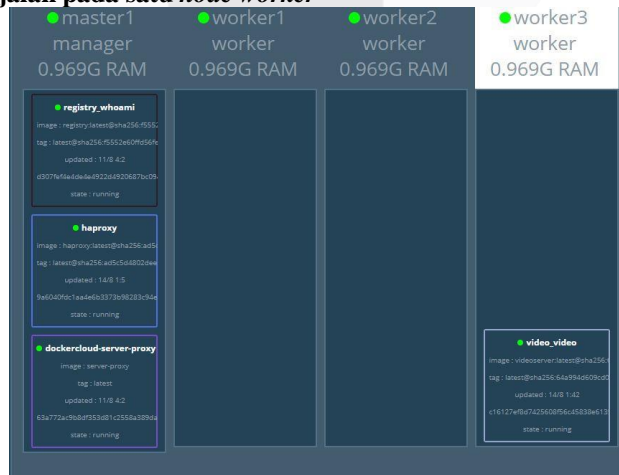 jalan pada satu node worker
master1
manager
0.969G RAM
worker1
worker
0.969G RAM
worker2
worker
0.969G RAM
worker3
worker
0.969G RAM
registry_whoami
image : registry:latest@sha256:f5552
tag : latest@sha256:f5552e60ffd56fe
updated : 11/8 4:2
state : running
haproxy
image : haproxy:latest@sha256:ad5
tag : latest@sha256:ad5c5d4802dee
updated : 14/8 1:5
9a6040fdc1aa4e6b3373b98283c94e
state : running
dockercloud-server-proxy
image : server-proxy
tag : latest
updated : 11/8 4:2
63a772ac9b8df353d81c2558a389da
state : running
video_video
image : videoserver:latest@sha256:
tag : latest@sha256:64a994d609cd0
updated : 14/8 1:42
c16127ef8d7425608f56c45838e613
state : running